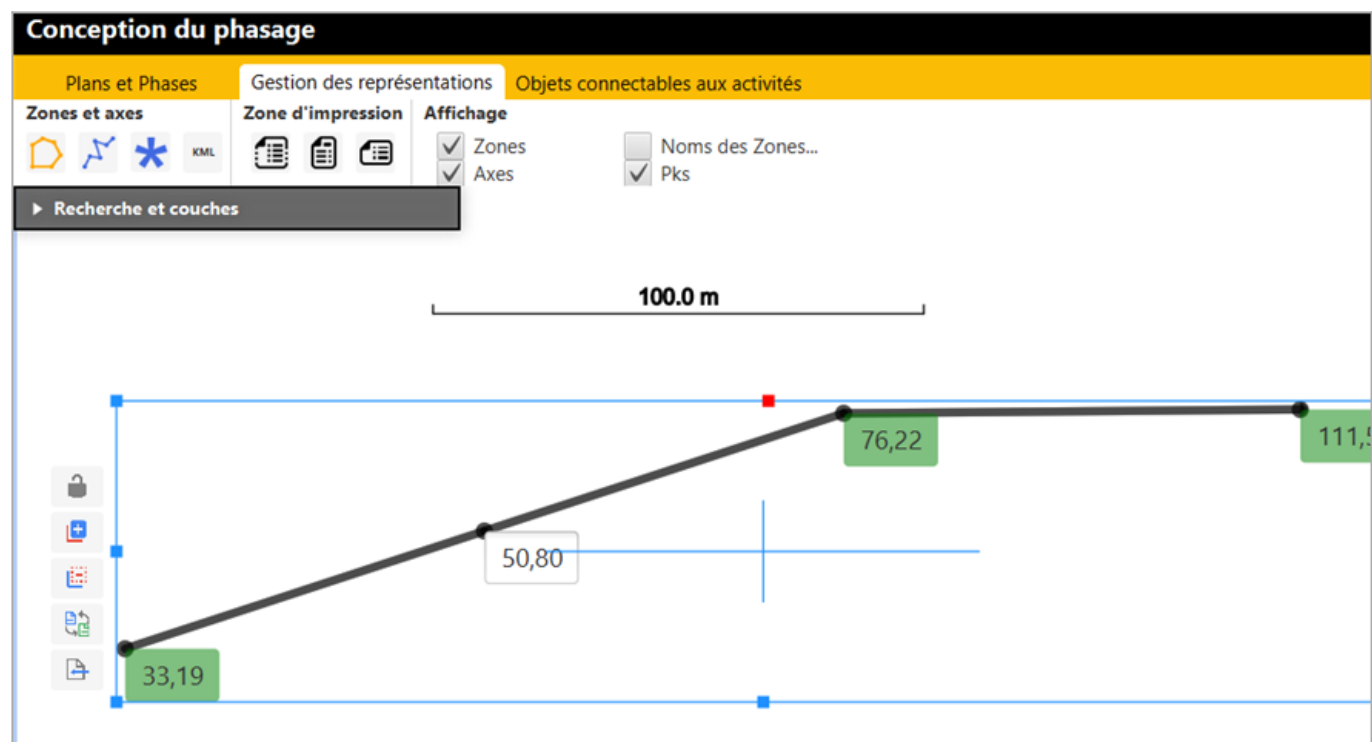 Conception du phasage
Plans et Phases Gestion des représentations Objets connectables aux activités
Zones et axes Zone d'impression Affichage
KML Zones Noms des Zones...
Axes Pks
Recherche et couches
100.0 m
76,22
50,80
33,19